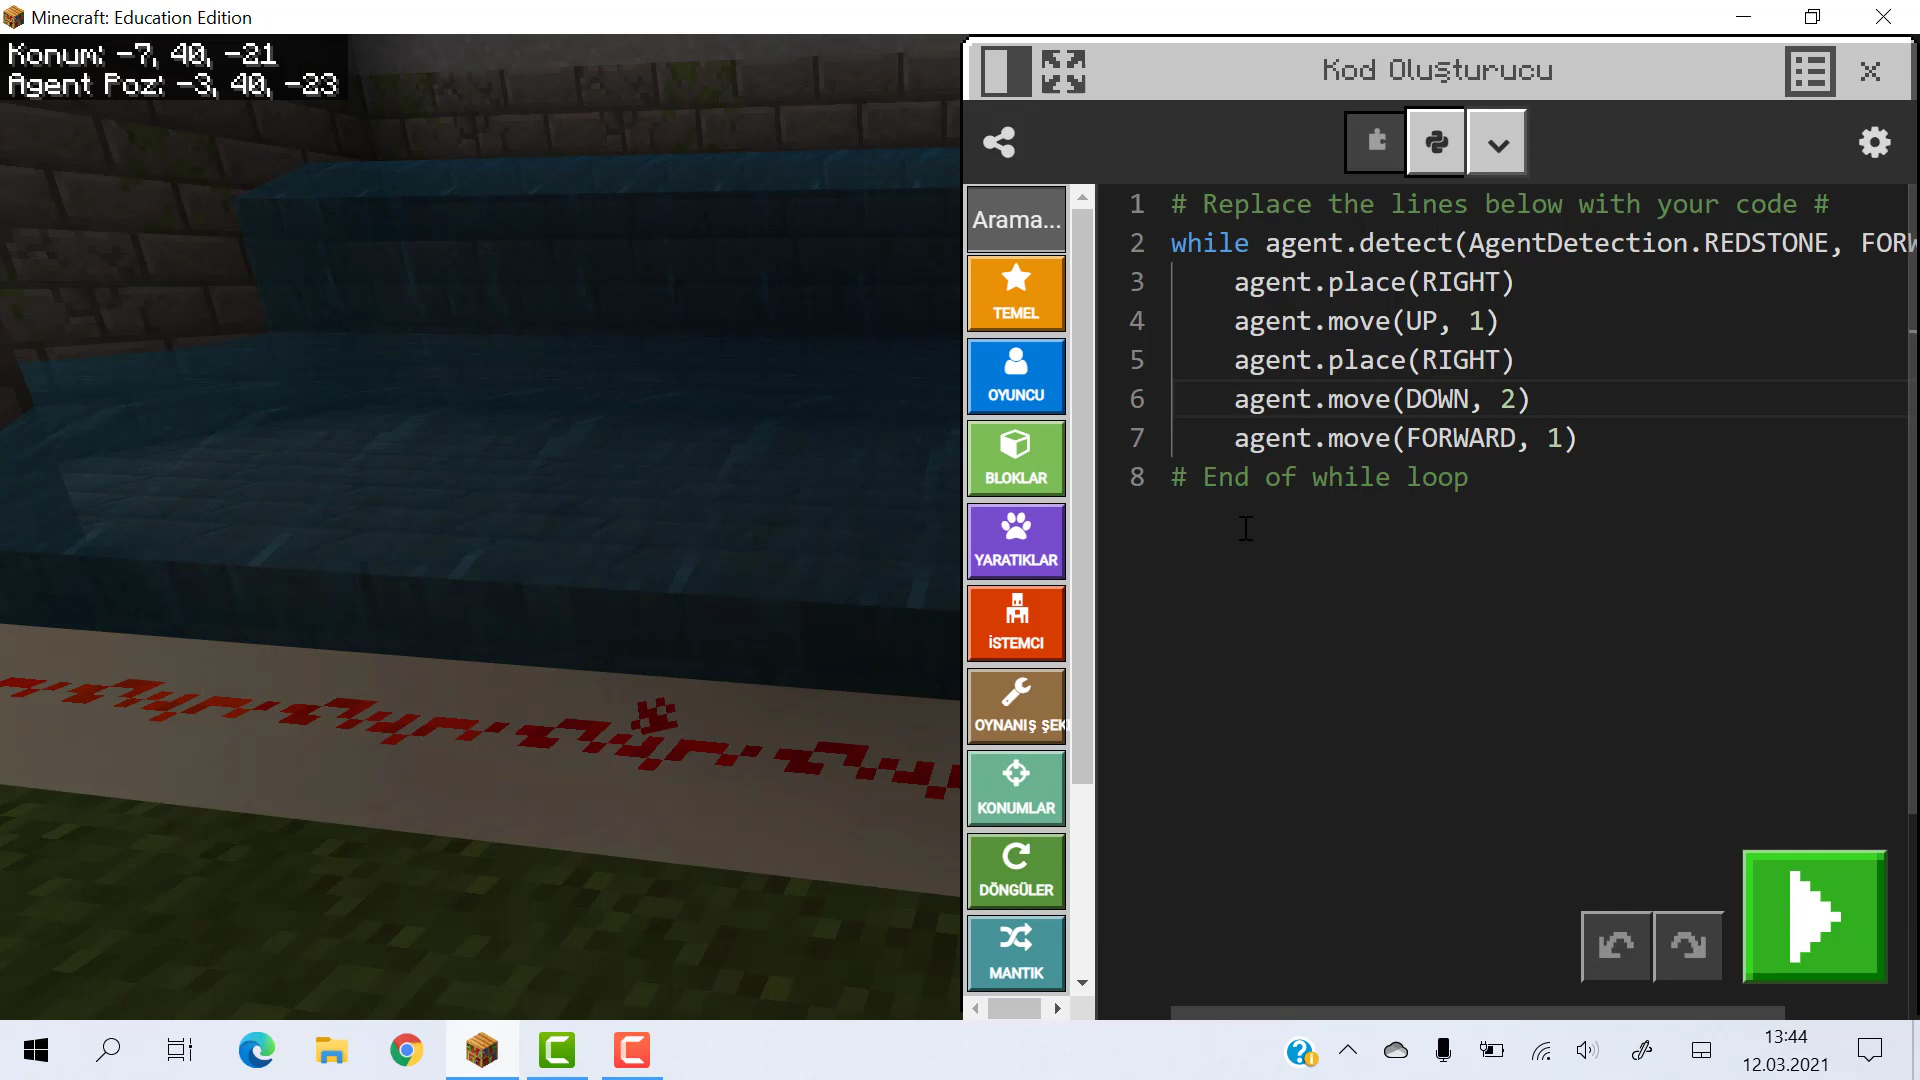 Minecraft: Education Edition
Konum: -7, 40, -21
Agent Poz: -3, 40, -23
Kod Oluşturucu
Arama...
TEMEL
OYUNCU
BLOKLAR
YARATIKLAR
İSTEMCI
OYNANIŞ ŞEKİ
KONUMLAR
DÖNGÜLER
MANTIK
1 # Replace the lines below with your code #
2 while agent.detect(AgentDetection.REDSTONE, FORW
3 agent.place(RIGHT)
4 agent.move(UP, 1)
5 agent.place(RIGHT)
6 agent.move(DOWN, 2)
7 agent.move(FORWARD, 1)
8 # End of while loop
13:44
12.03.2021